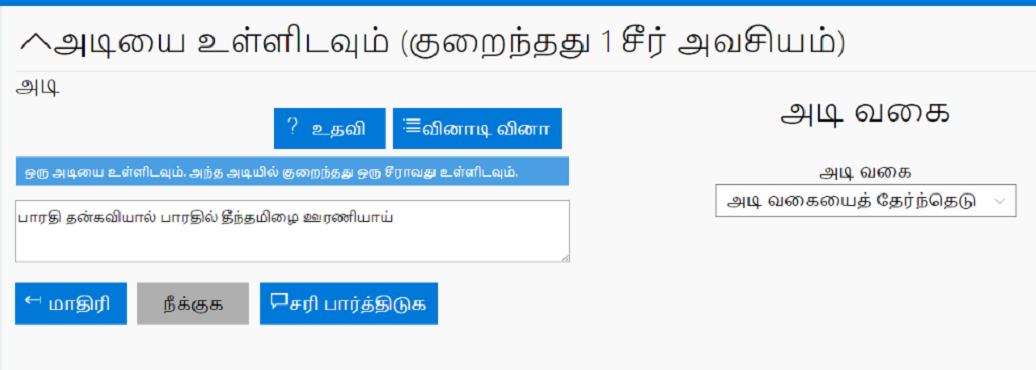 அடியை உள்ளிடவும் (குறைந்தது 1 சீர் அவசியம்)
அடி
? உதவி
வினாடி வினா
ஒரு அடியை உள்ளிடவும். அந்த அடியில் குறைந்தது ஒரு சீராவது உள்ளிடவும்.
பாரதி தன்கவியால் பாரதில் தீந்தமிழை ஊரணியாய்
மாதிரி
நீக்குக
சரி பார்த்திடுக
அடி வகை
அடி வகை
அடி வகையைத் தேர்ந்தெடு